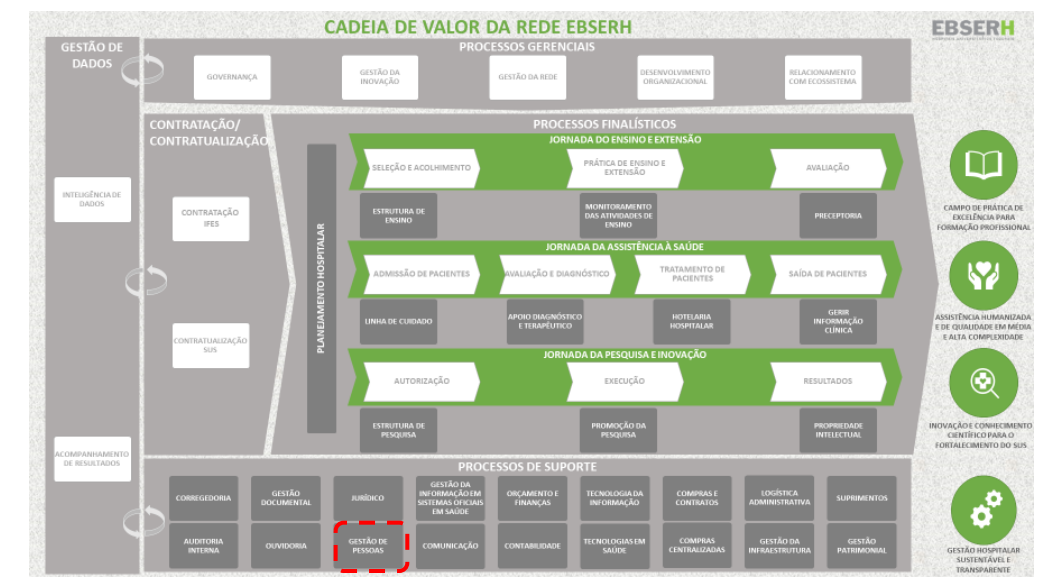 CADEIA DE VALOR DA REDE EBSERH
EBSERH
GESTÃO DE
DADOS
INTELIGÊNCIA DE
DADOS
ACOMPANHAMENTO
DE RESULTADOS
PROCESSOS GERENCIAIS
GOVERNANÇA
GESTÃO DA
INOVAÇÃO
GESTÃO DA REDE
DESENVOLVIMENTO
ORGANIZACIONAL
RELACIONAMENTO
COM ECOSSISTEMA
CONTRATAÇÃO/
CONTRATUALIZAÇÃO
CONTRATAÇÃO
IFES
CONTRATUALIZAÇÃO
SUS
PLANEJAMENTO HOSPITALAR
PROCESSOS FINALÍSTICOS
JORNADA DO ENSINO E EXTENSÃO
SELEÇÃO E ACOLHIMENTO
PRÁTICA DE ENSINO E
EXTENSÃO
AVALIAÇÃO
ESTRUTURA DE
ENSINO
MONITORAMENTO
DAS ATIVIDADES DE
ENSINO
PRECEPTORIA
JORNADA DA ASSISTÊNCIA À SAÚDE
ADMISSÃO DE PACIENTES
AVALIAÇÃO E DIAGNÓSTICO
TRATAMENTO DE
PACIENTES
SAÍDA DE PACIENTES
LINHA DE CUIDADO
APOIO DIAGNÓSTICO
E TERAPÊUTICO
HOTELARIA
HOSPITALAR
GERIR
INFORMAÇÃO
CLÍNICA
JORNADA DA PESQUISA E INOVAÇÃO
AUTORIZAÇÃO
EXECUÇÃO
RESULTADOS
ESTRUTURA DE
PESQUISA
PROMOÇÃO DA
PESQUISA
PROPRIEDADE
INTELECTUAL
PROCESSOS DE SUPORTE
CORREGEDORIA
GESTÃO
DOCUMENTAL
JURÍDICO
GESTÃO DA
INFORMAÇÃO EM
SISTEMAS OFICIAIS
EM SAÚDE
ORÇAMENTO E
FINANÇAS
TECNOLOGIA DA
INFORMAÇÃO
COMPRAS E
CONTRATOS
LOGÍSTICA
ADMINISTRATIVA
SUPRIMENTOS
AUDITORIA
INTERNA
OUVIDORIA
GESTÃO DE
PESSOAS
COMUNICAÇÃO
CONTABILIDADE
TECNOLOGIAS EM
SAÚDE
COMPRAS
CENTRALIZADAS
GESTÃO DA
INFRAESTRUTURA
GESTÃO
PATRIMONIAL
CAMPO DE PRÁTICA DE
EXCELÊNCIA PARA
FORMAÇÃO PROFISSIONAL
ASSISTÊNCIA HUMANIZADA
E DE QUALIDADE EM MÉDIA
E ALTA COMPLEXIDADE
INOVAÇÃO E CONHECIMENTO
CIENTÍFICO PARA O
FORTALECIMENTO DO SUS
GESTÃO HOSPITALAR
SUSTENTÁVEL E
TRANSPARENTE